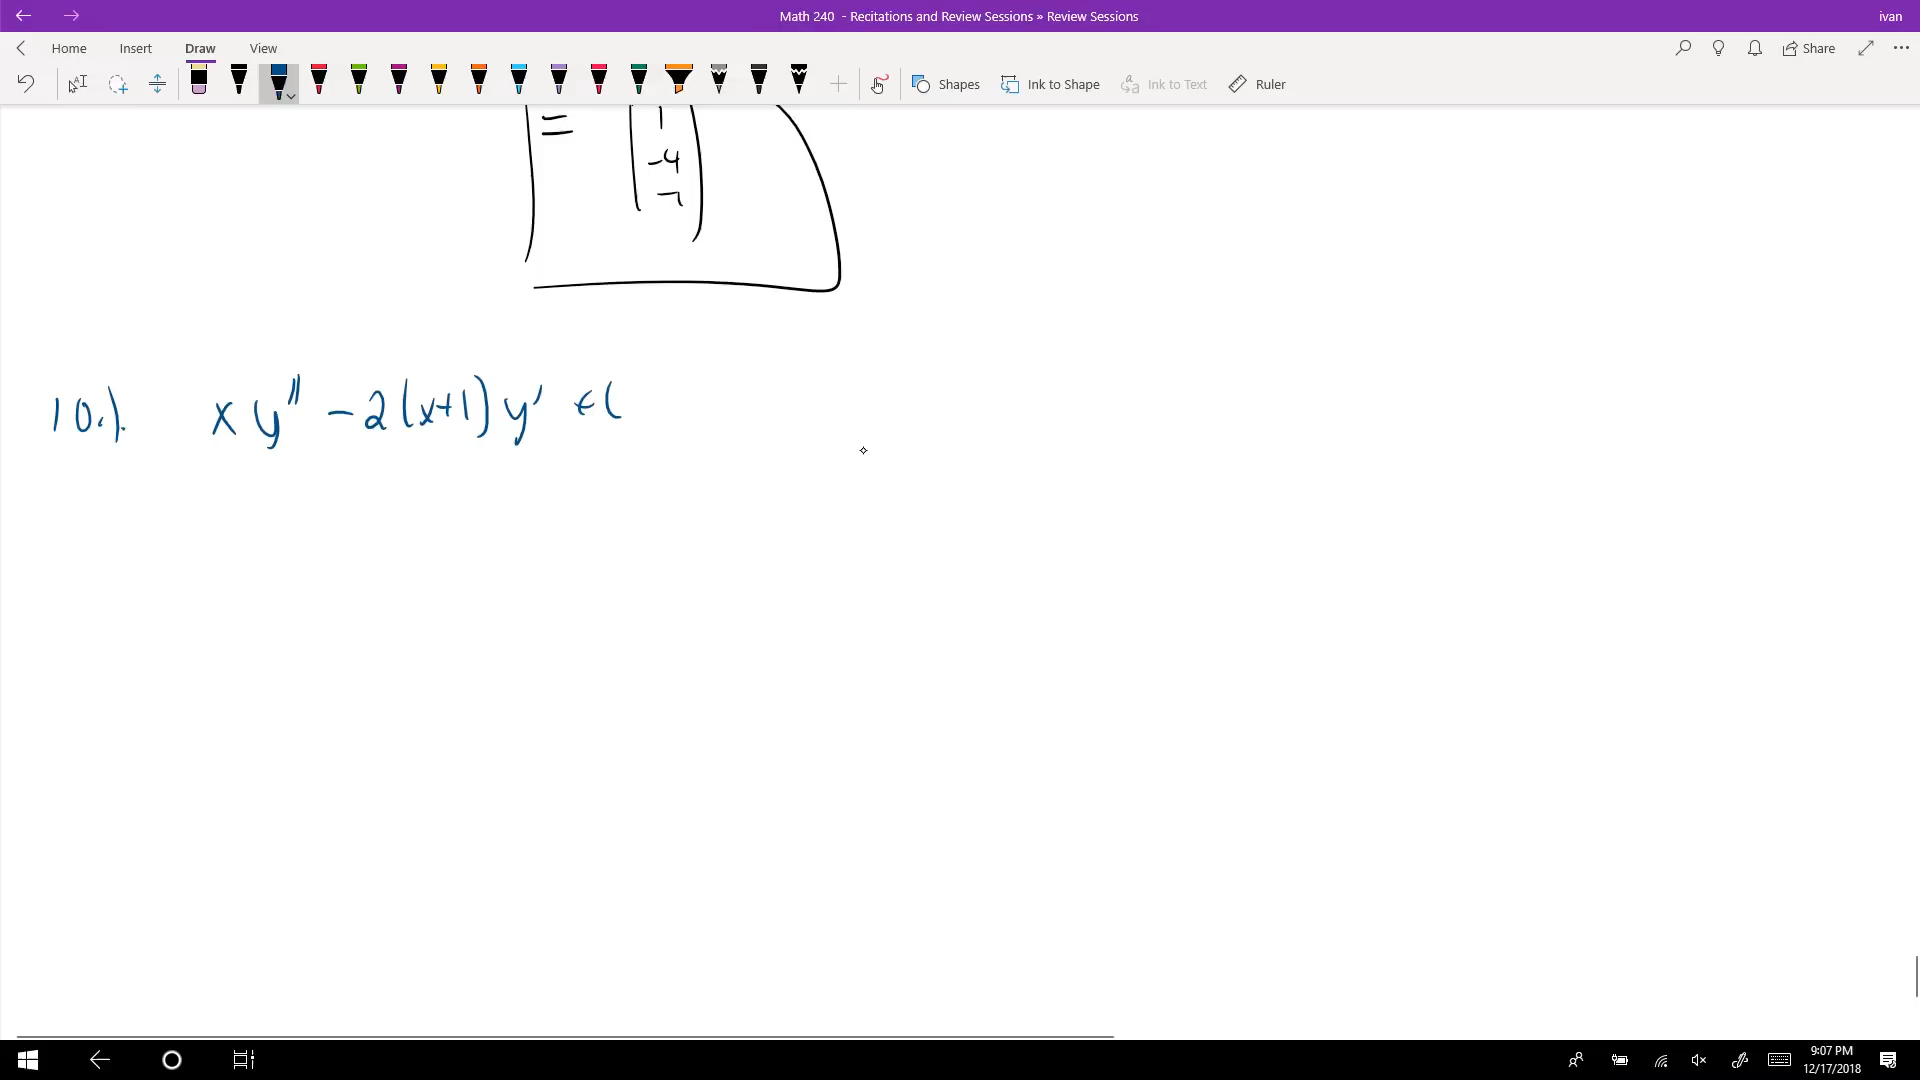 Math 240 - Recitations and Review Sessions » Review Sessions
ivan
Home Insert Draw View
Share
Shapes Ink to Shape Ink to Text Ruler
= 1
-4
-7
10.). x y'' - 2(x+1) y' + (
9:07 PM
12/17/2018